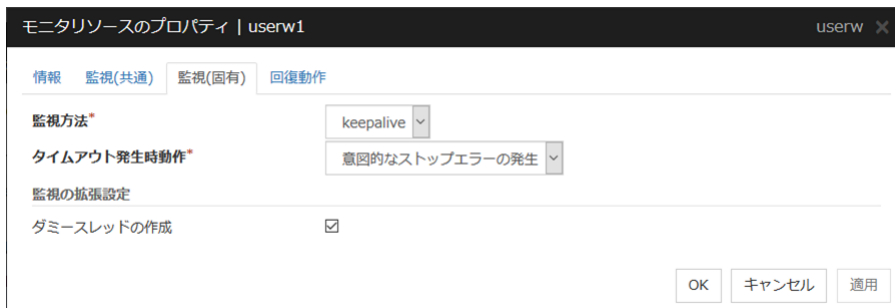 モニタリソースのプロパティ | userw1 userw ×
情報 監視(共通) 監視(固有) 回復動作
監視方法* keepalive
タイムアウト発生時動作* 意図的なストップエラーの発生
監視の拡張設定
ダミースレッドの作成
OK キャンセル 適用